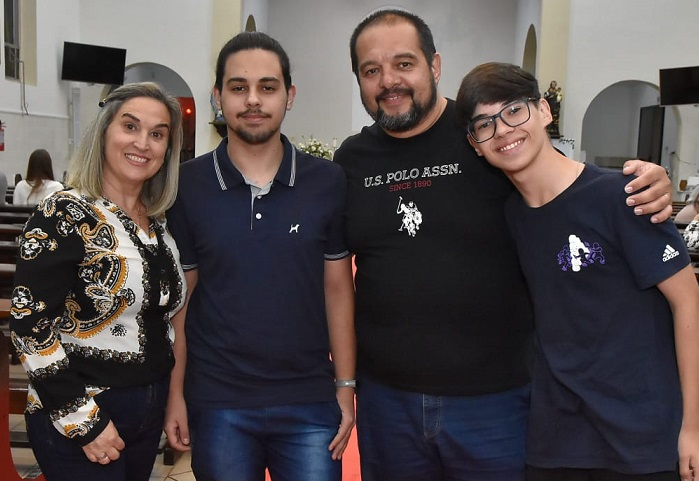 U.S. POLO ASSN.
SINCE 1890
adidas